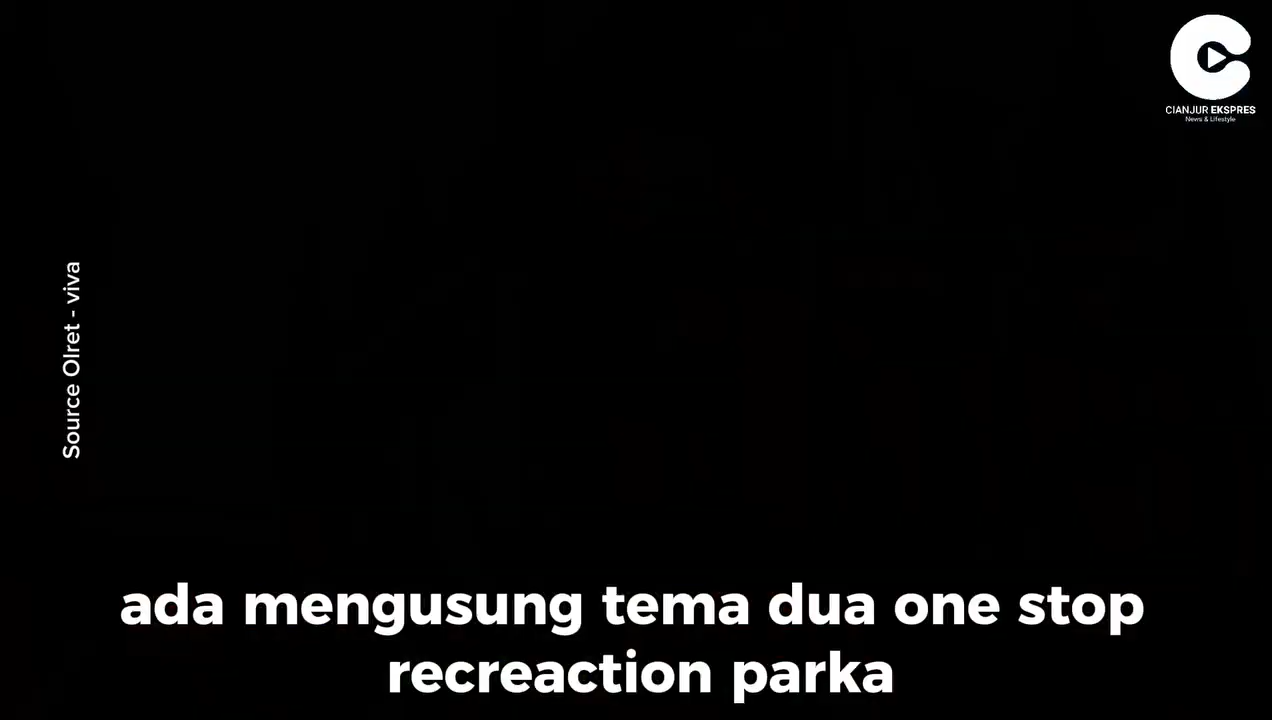 CIANJUR EKSPRES
News & Lifestyle
Source Olret - viva
ada mengusung tema dua one stop
recreaction parka